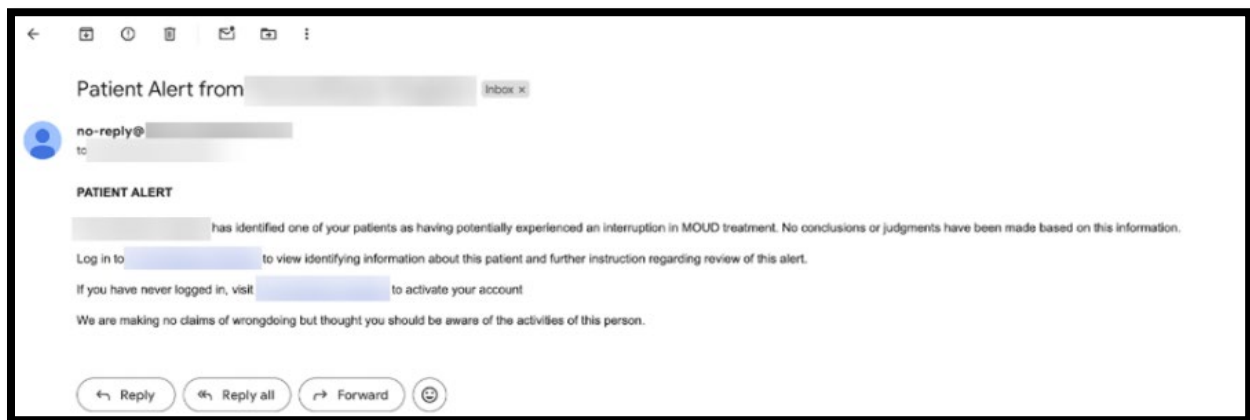 Patient Alert from
Inbox ×
no-reply@
to
PATIENT ALERT
has identified one of your patients as having potentially experienced an interruption in MOUD treatment. No conclusions or judgments have been made based on this information.
Log in to to view identifying information about this patient and further instruction regarding review of this alert.
If you have never logged in, visit to activate your account
We are making no claims of wrongdoing but thought you should be aware of the activities of this person.
Reply Reply all Forward